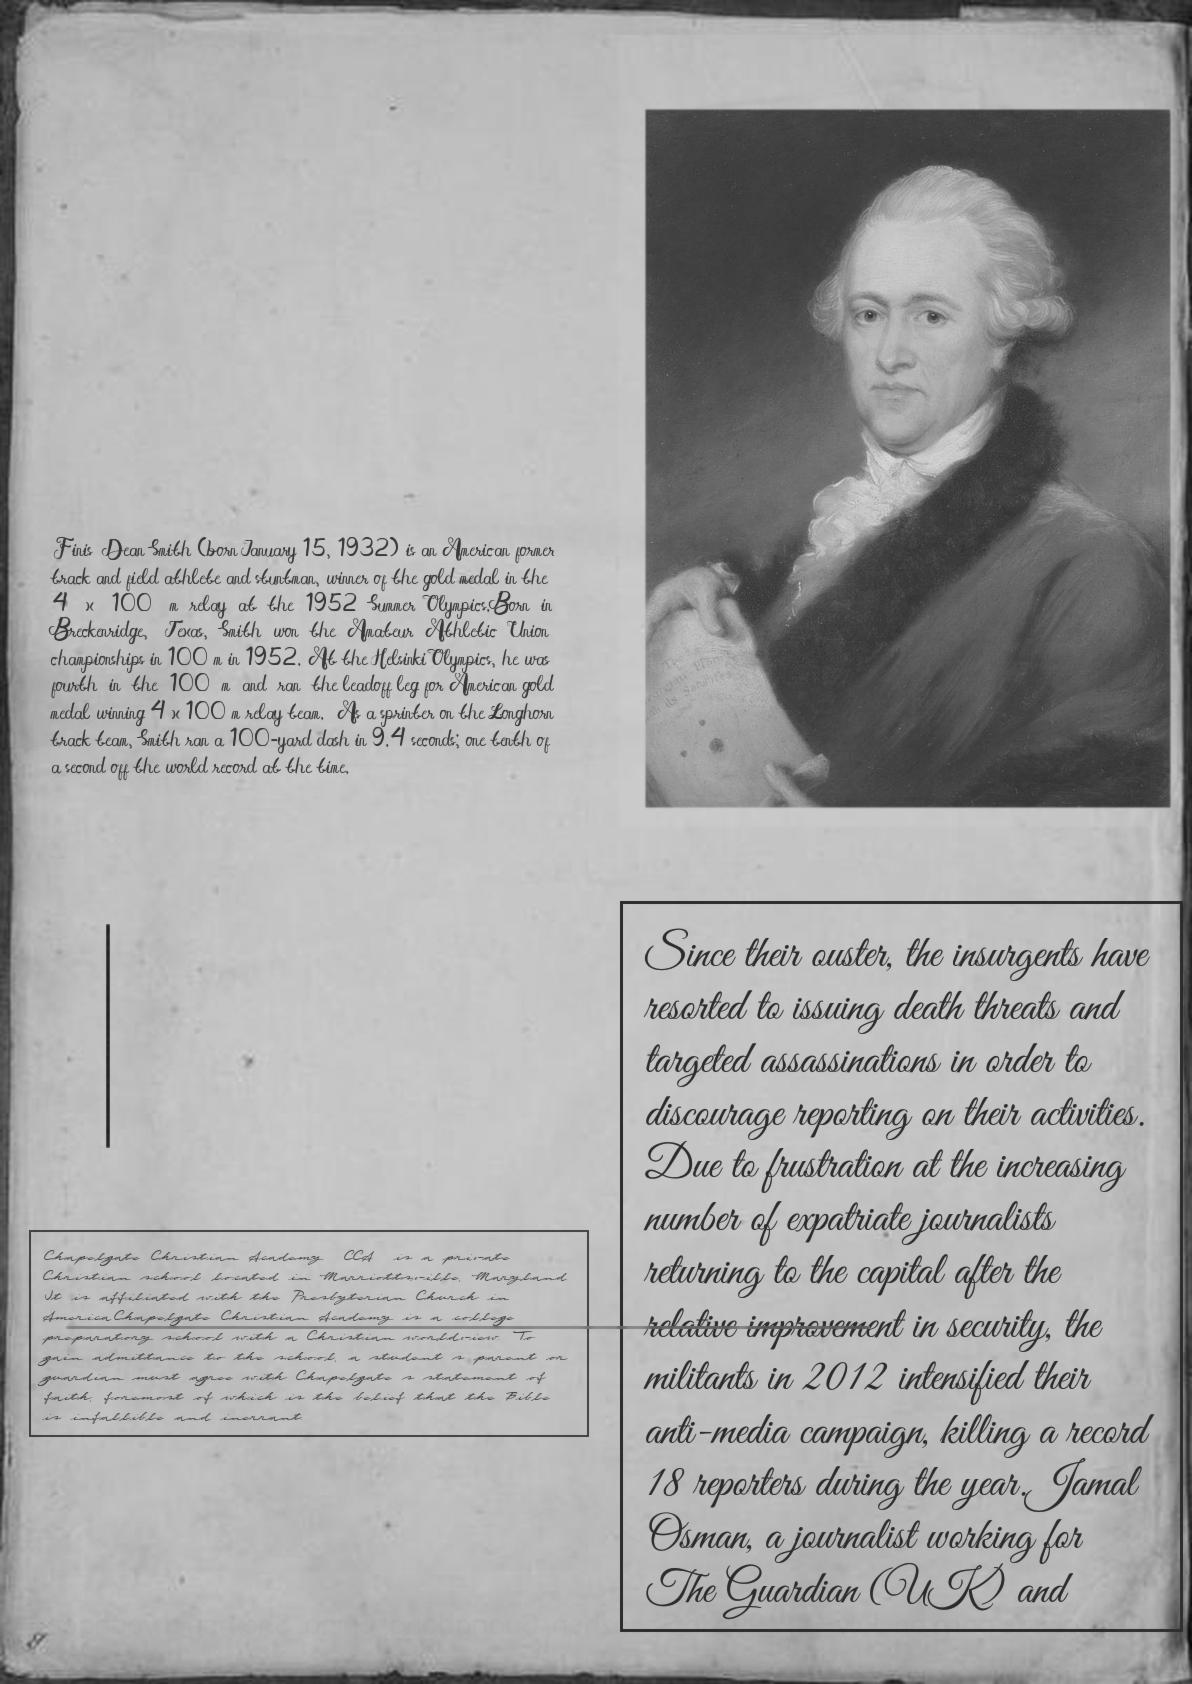 Finis Dean Smith (born January 15, 1932) is an American former
track and field athlete and stuntman, winner of the gold medal in the
4 x 100 m relay at the 1952 Summer Olympics.Born in
Breckenridge, Texas, Smith won the Amateur Athletic Union
championships in 100 m in 1952. At the Helsinki Olympics, he was
fourth in the 100 m and ran the leadoff leg for American gold
medal winning 4 x 100 m relay team. As a sprinter on the Longhorn
track team, Smith ran a 100-yard dash in 9.4 seconds; one tenth of
a second off the world record at the time.
Chapelgate Christian Academy CCA is a private
Christian school located in Marriottsville, Maryland
It is affiliated with the Presbyterian Church in
America Chapelgate Christian Academy is a college
preparatory school with a Christian worldview To
gain admittance to the school, a student s parent or
guardian must agree with Chapelgate s statement of
faith, foremost of which is the belief that the Bible
is infallible and inerrant
Since their ouster, the insurgents have
resorted to issuing death threats and
targeted assassinations in order to
discourage reporting on their activities.
Due to frustration at the increasing
number of expatriate journalists
returning to the capital after the
relative improvement in security, the
militants in 2012 intensified their
anti-media campaign, killing a record
18 reporters during the year. Jamal
Osman, a journalist working for
The Guardian (UK) and